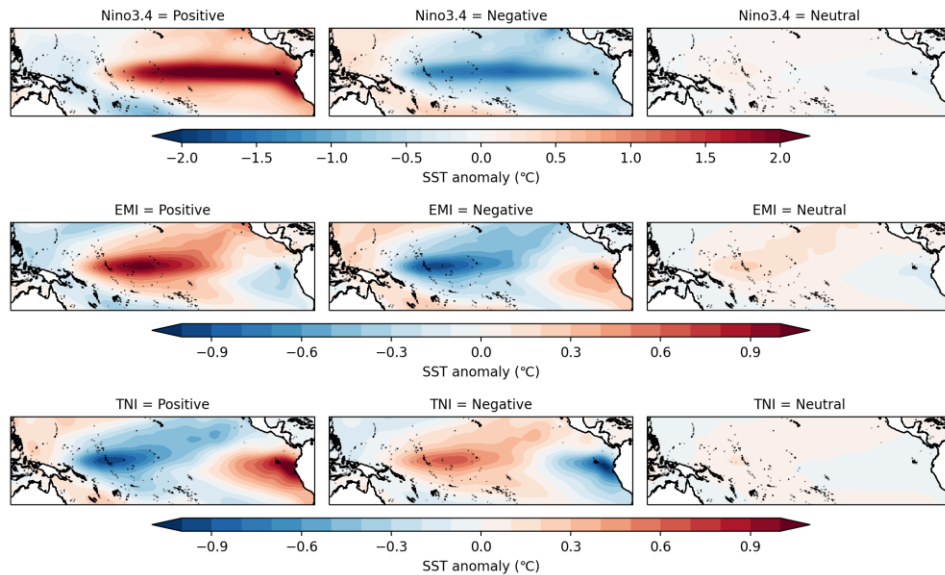 Nino3.4 = Positive
Nino3.4 = Negative
Nino3.4 = Neutral
−2.0 −1.5 −1.0 −0.5 0.0 0.5 1.0 1.5 2.0
SST anomaly (℃)
EMI = Positive
EMI = Negative
EMI = Neutral
−0.9 −0.6 −0.3 0.0 0.3 0.6 0.9
SST anomaly (℃)
TNI = Positive
TNI = Negative
TNI = Neutral
−0.9 −0.6 −0.3 0.0 0.3 0.6 0.9
SST anomaly (℃)